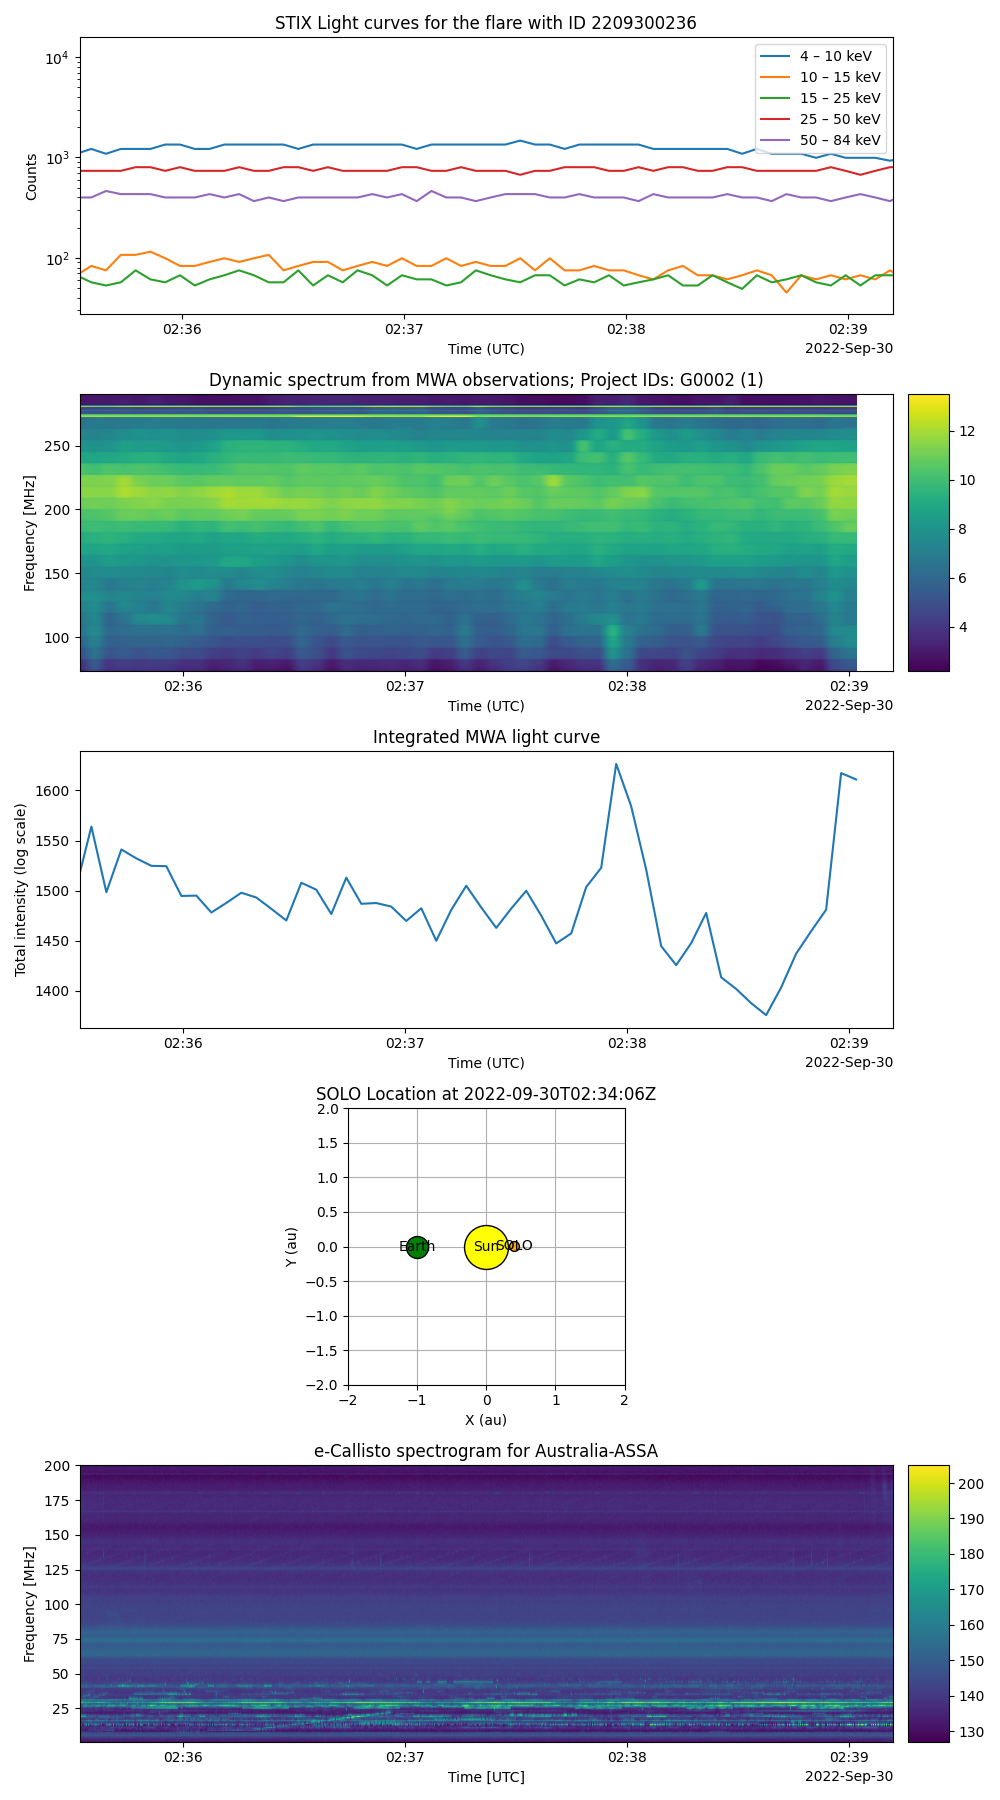 STIX Light curves for the flare with ID 2209300236
10⁴
10³
10²
Counts
4 – 10 keV
10 – 15 keV
15 – 25 keV
25 – 50 keV
50 – 84 keV
02:36 02:37 02:38 02:39
Time (UTC) 2022-Sep-30
Dynamic spectrum from MWA observations; Project IDs: G0002 (1)
250
200
150
100
Frequency [MHz]
12
10
8
6
4
02:36 02:37 02:38 02:39
Time (UTC) 2022-Sep-30
Integrated MWA light curve
1600
1550
1500
1450
1400
Total intensity (log scale)
02:36 02:37 02:38 02:39
Time (UTC) 2022-Sep-30
SOLO Location at 2022-09-30T02:34:06Z
2.0
1.5
1.0
0.5
0.0
−0.5
−1.0
−1.5
−2.0
Y (au)
Earth Sun SOLO
−2 −1 0 1 2
X (au)
e-Callisto spectrogram for Australia-ASSA
200
175
150
125
100
75
50
25
Frequency [MHz]
200
190
180
170
160
150
140
130
02:36 02:37 02:38 02:39
Time [UTC] 2022-Sep-30